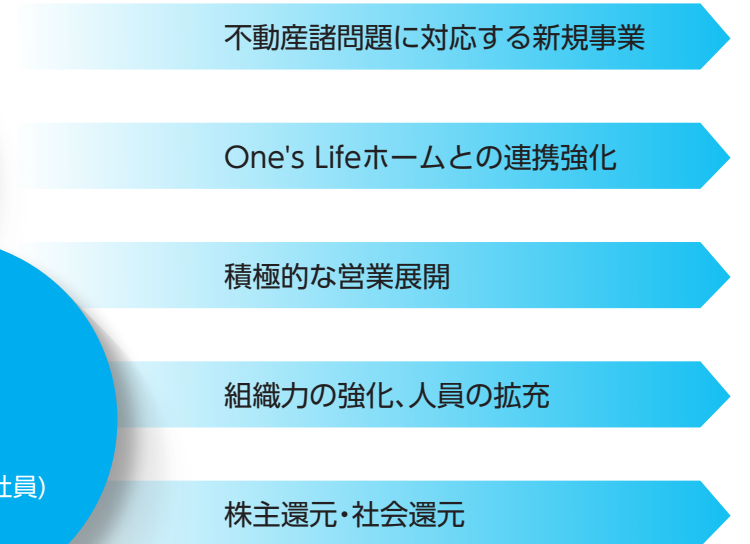 不動産諸問題に対応する新規事業
One's Lifeホームとの連携強化
積極的な営業展開
組織力の強化、人員の拡充
社員)
株主還元・社会還元